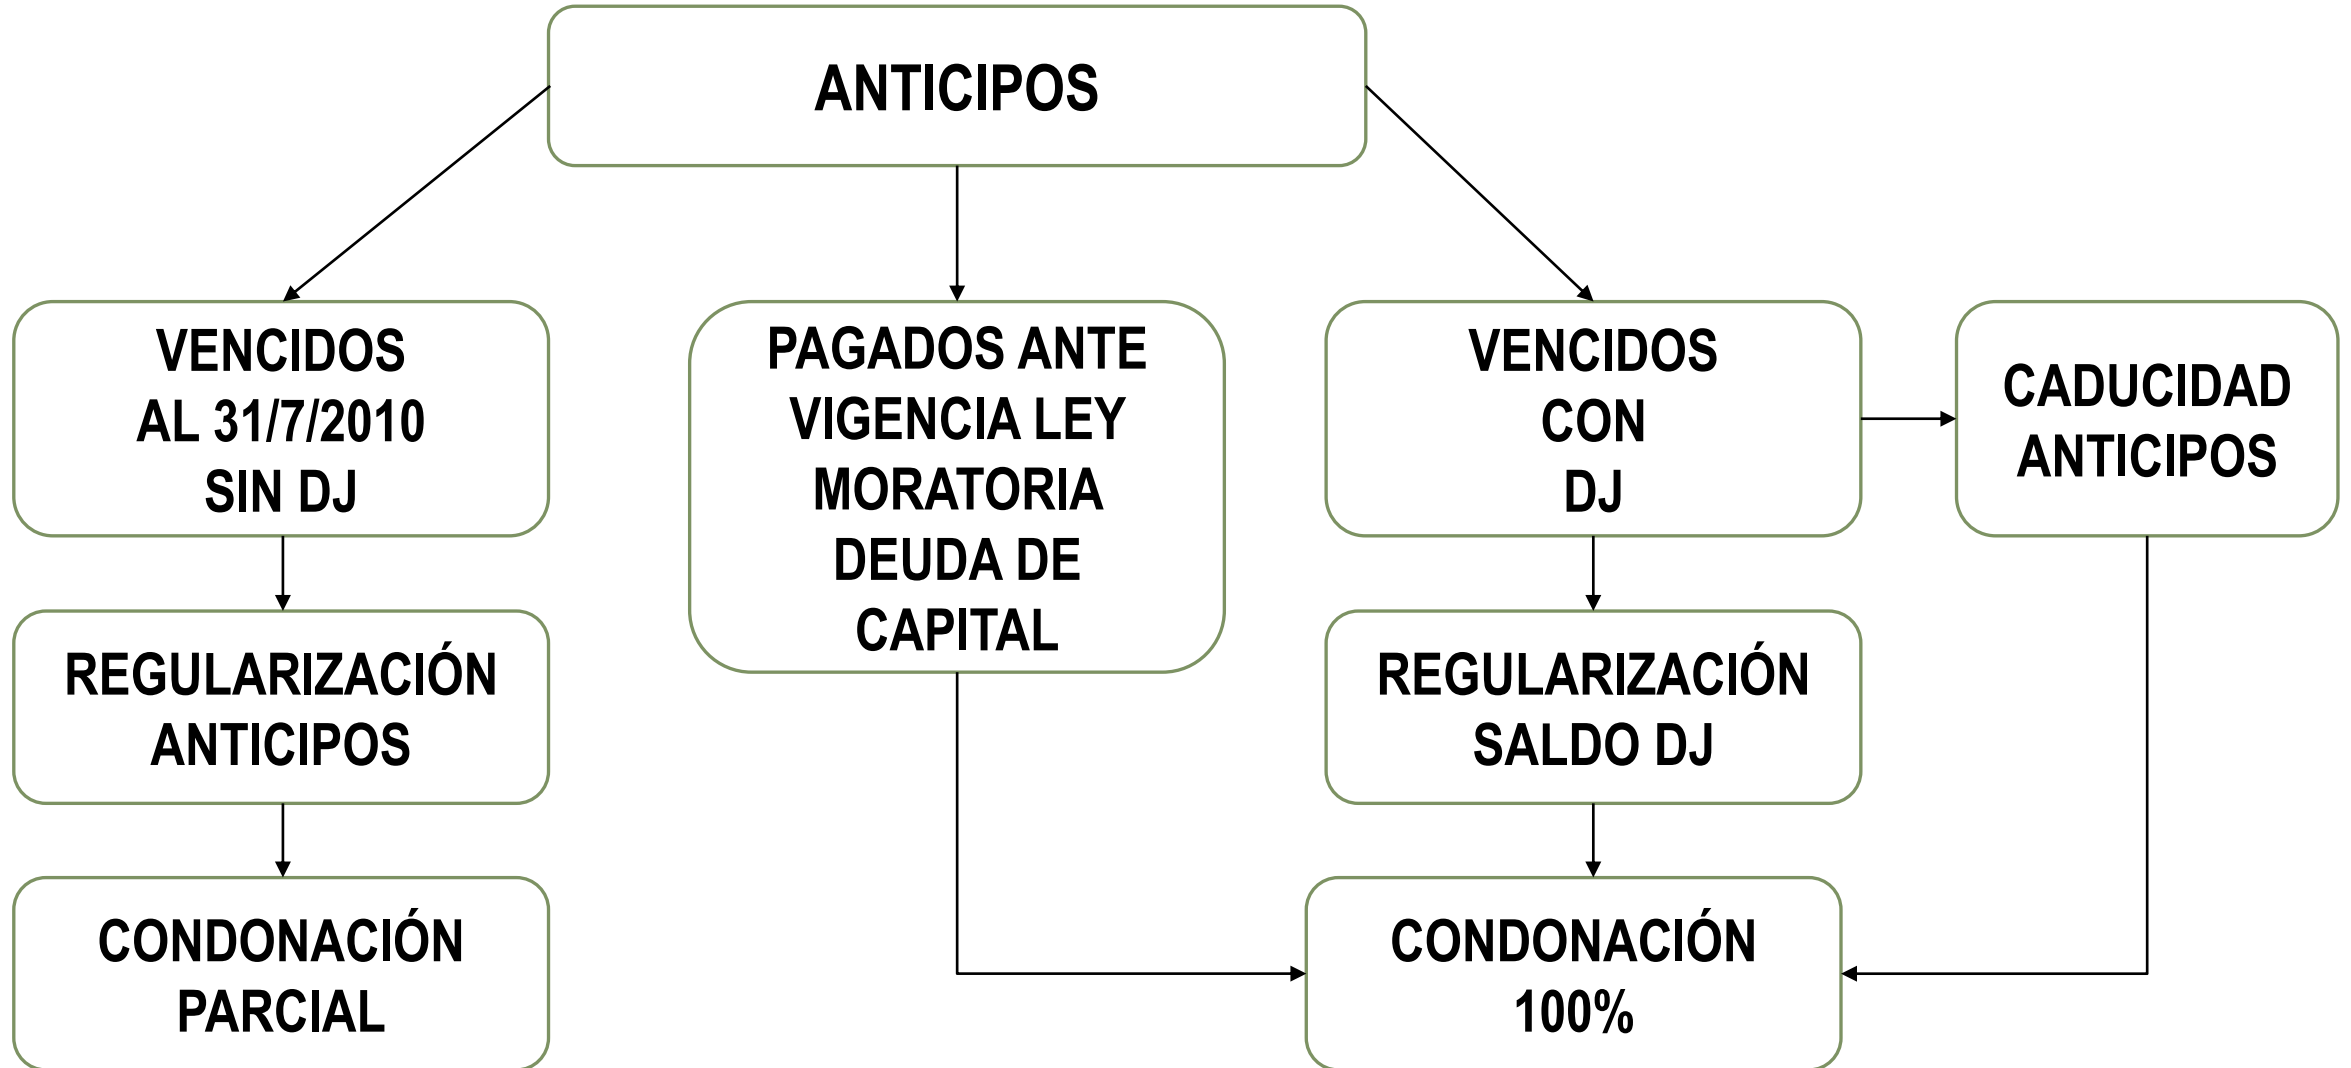 ANTICIPOS
VENCIDOS
AL 31/7/2010
SIN DJ
PAGADOS ANTE
VIGENCIA LEY
MORATORIA
DEUDA DE
CAPITAL
VENCIDOS
CON
DJ
CADUCIDAD
ANTICIPOS
REGULARIZACIÓN
ANTICIPOS
REGULARIZACIÓN
SALDO DJ
CONDONACIÓN
PARCIAL
CONDONACIÓN
100%